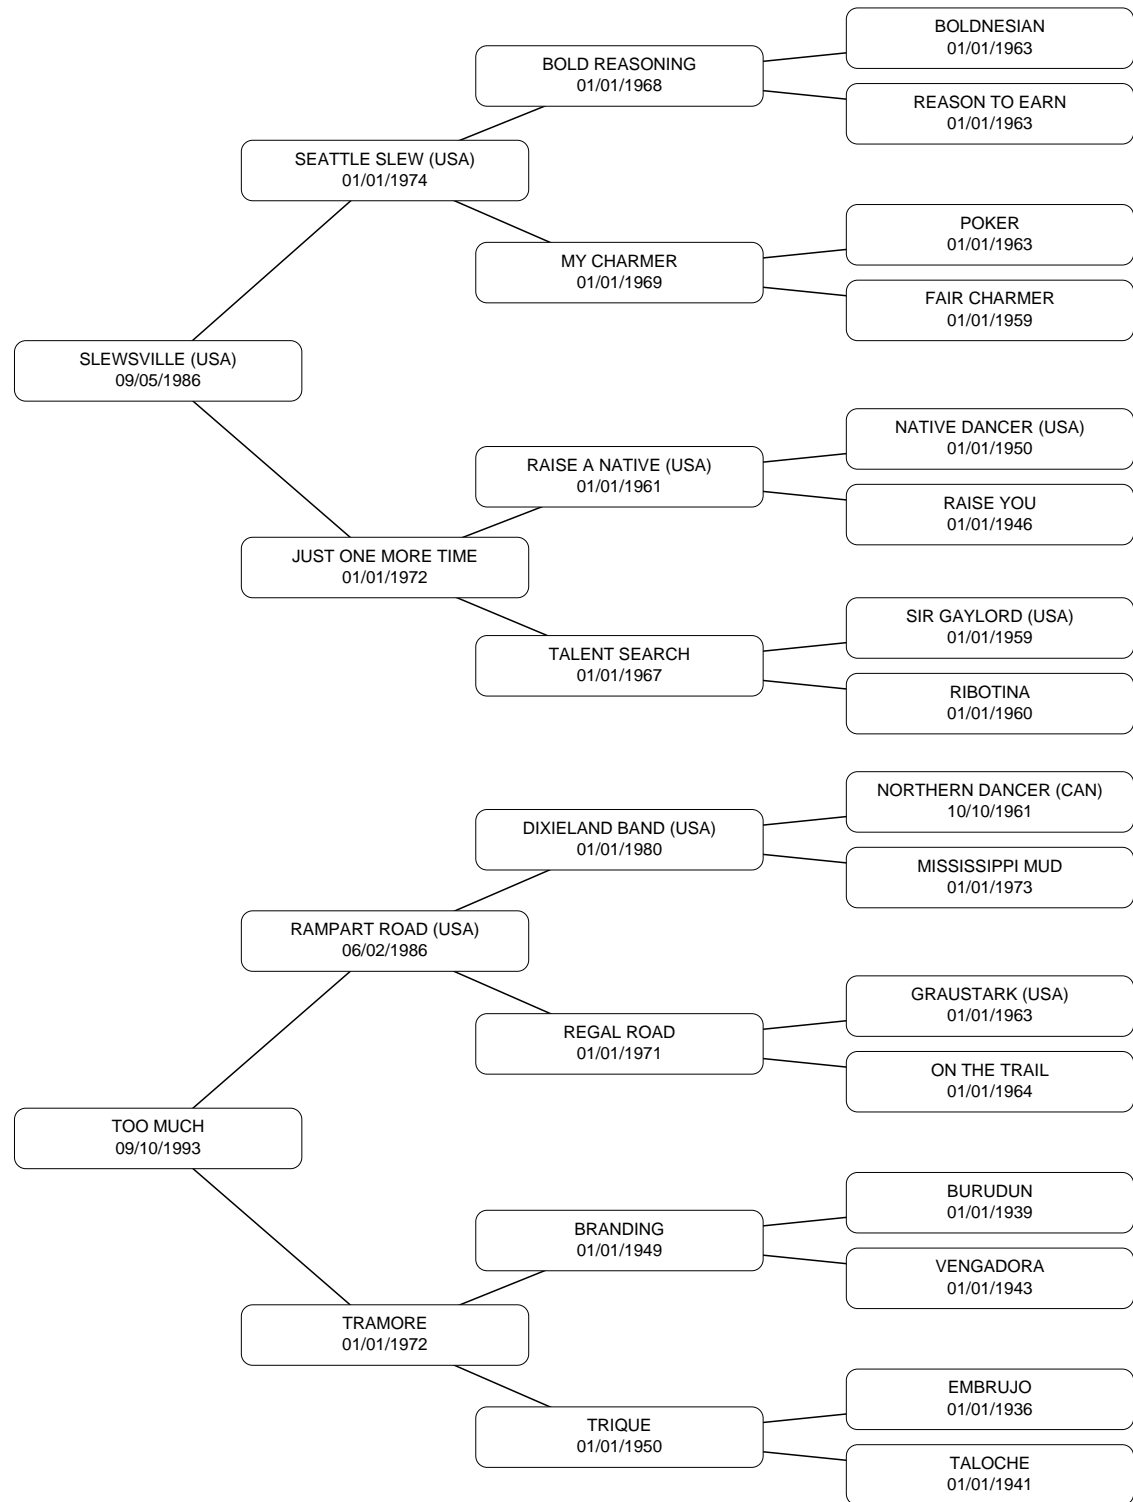 BOLDNESIAN
01/01/1963
BOLD REASONING
01/01/1968
REASON TO EARN
01/01/1963
SEATTLE SLEW (USA)
01/01/1974
POKER
01/01/1963
MY CHARMER
01/01/1969
FAIR CHARMER
01/01/1959
SLEWSVILLE (USA)
09/05/1986
NATIVE DANCER (USA)
01/01/1950
RAISE A NATIVE (USA)
01/01/1961
RAISE YOU
01/01/1946
JUST ONE MORE TIME
01/01/1972
SIR GAYLORD (USA)
01/01/1959
TALENT SEARCH
01/01/1967
RIBOTINA
01/01/1960
NORTHERN DANCER (CAN)
10/10/1961
DIXIELAND BAND (USA)
01/01/1980
MISSISSIPPI MUD
01/01/1973
RAMPART ROAD (USA)
06/02/1986
GRAUSTARK (USA)
01/01/1963
REGAL ROAD
01/01/1971
ON THE TRAIL
01/01/1964
TOO MUCH
09/10/1993
BURUDUN
01/01/1939
BRANDING
01/01/1949
VENGADORA
01/01/1943
TRAMORE
01/01/1972
EMBRUJO
01/01/1936
TRIQUE
01/01/1950
TALOCHE
01/01/1941